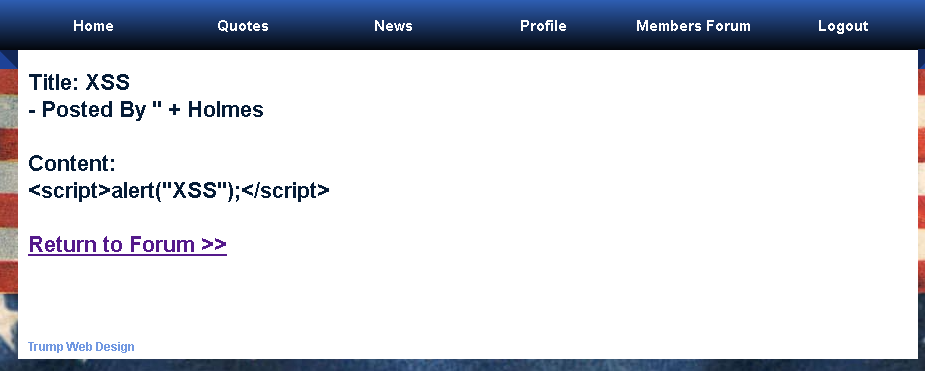 Home Quotes News Profile Members Forum Logout
Title: XSS
- Posted By " + Holmes
Content:
<script>alert("XSS");</script>
Return to Forum >>
Trump Web Design